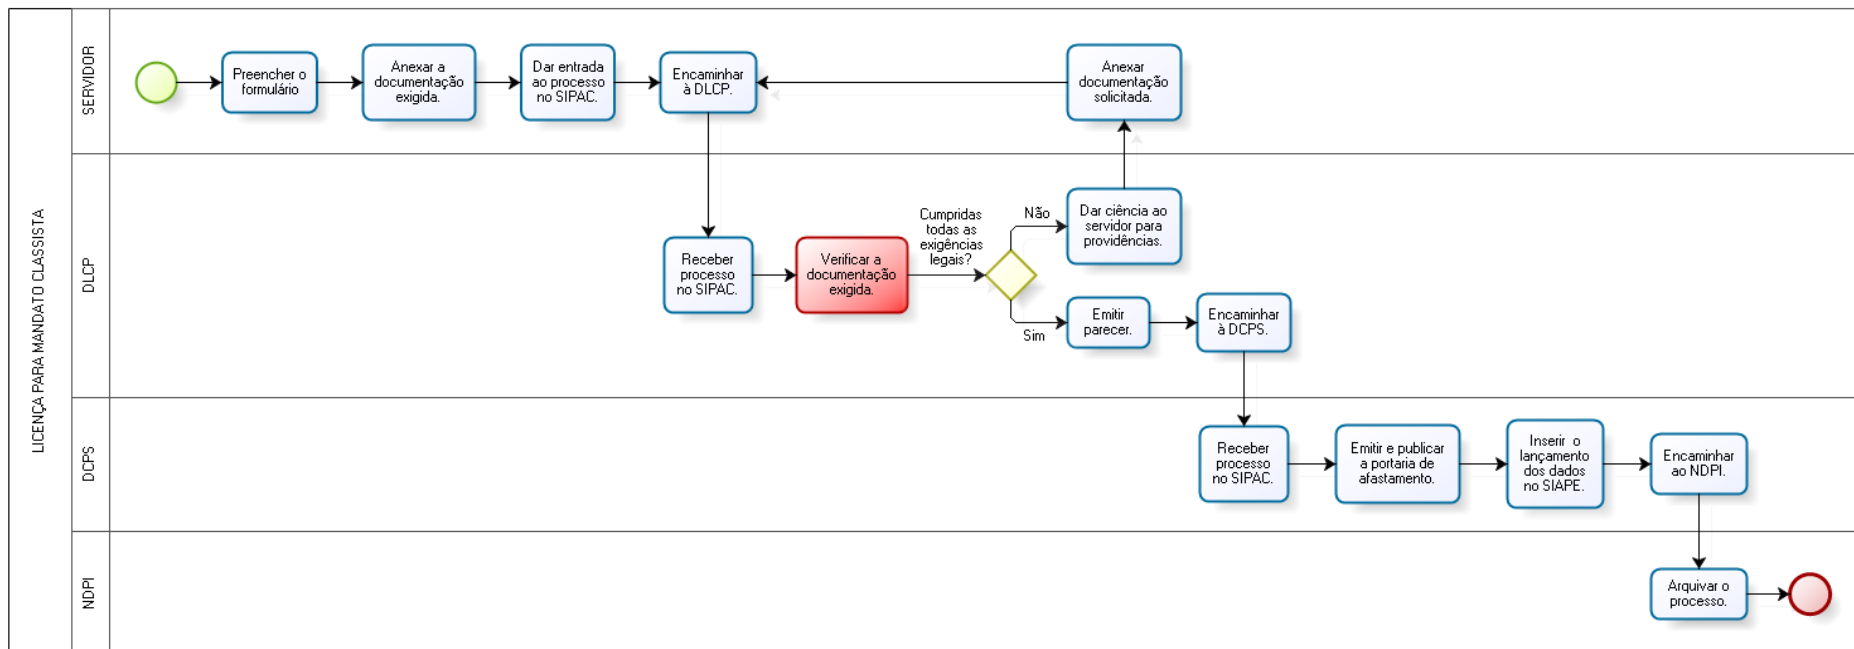 LICENÇA PARA MANDATO CLASSISTA
SERVIDOR
Preencher o
formulário
Anexar a
documentação
exigida.
Dar entrada
ao processo
no SIPAC.
Encaminhar
à DLCP.
Anexar
documentação
solicitada.
DLCP
Receber
processo
no SIPAC.
Verificar a
documentação
exigida.
Cumpridas
todas as
exigências
legais?
Não
Dar ciência ao
servidor para
providências.
Sim
Emitir
parecer.
Encaminhar
à DCPS.
DCPS
Receber
processo
no SIPAC.
Emitir e publicar
a portaria de
afastamento.
Inserir o
lançamento
dos dados
no SIAPE.
Encaminhar
ao NDPI.
NDPI
Arquivar o
processo.